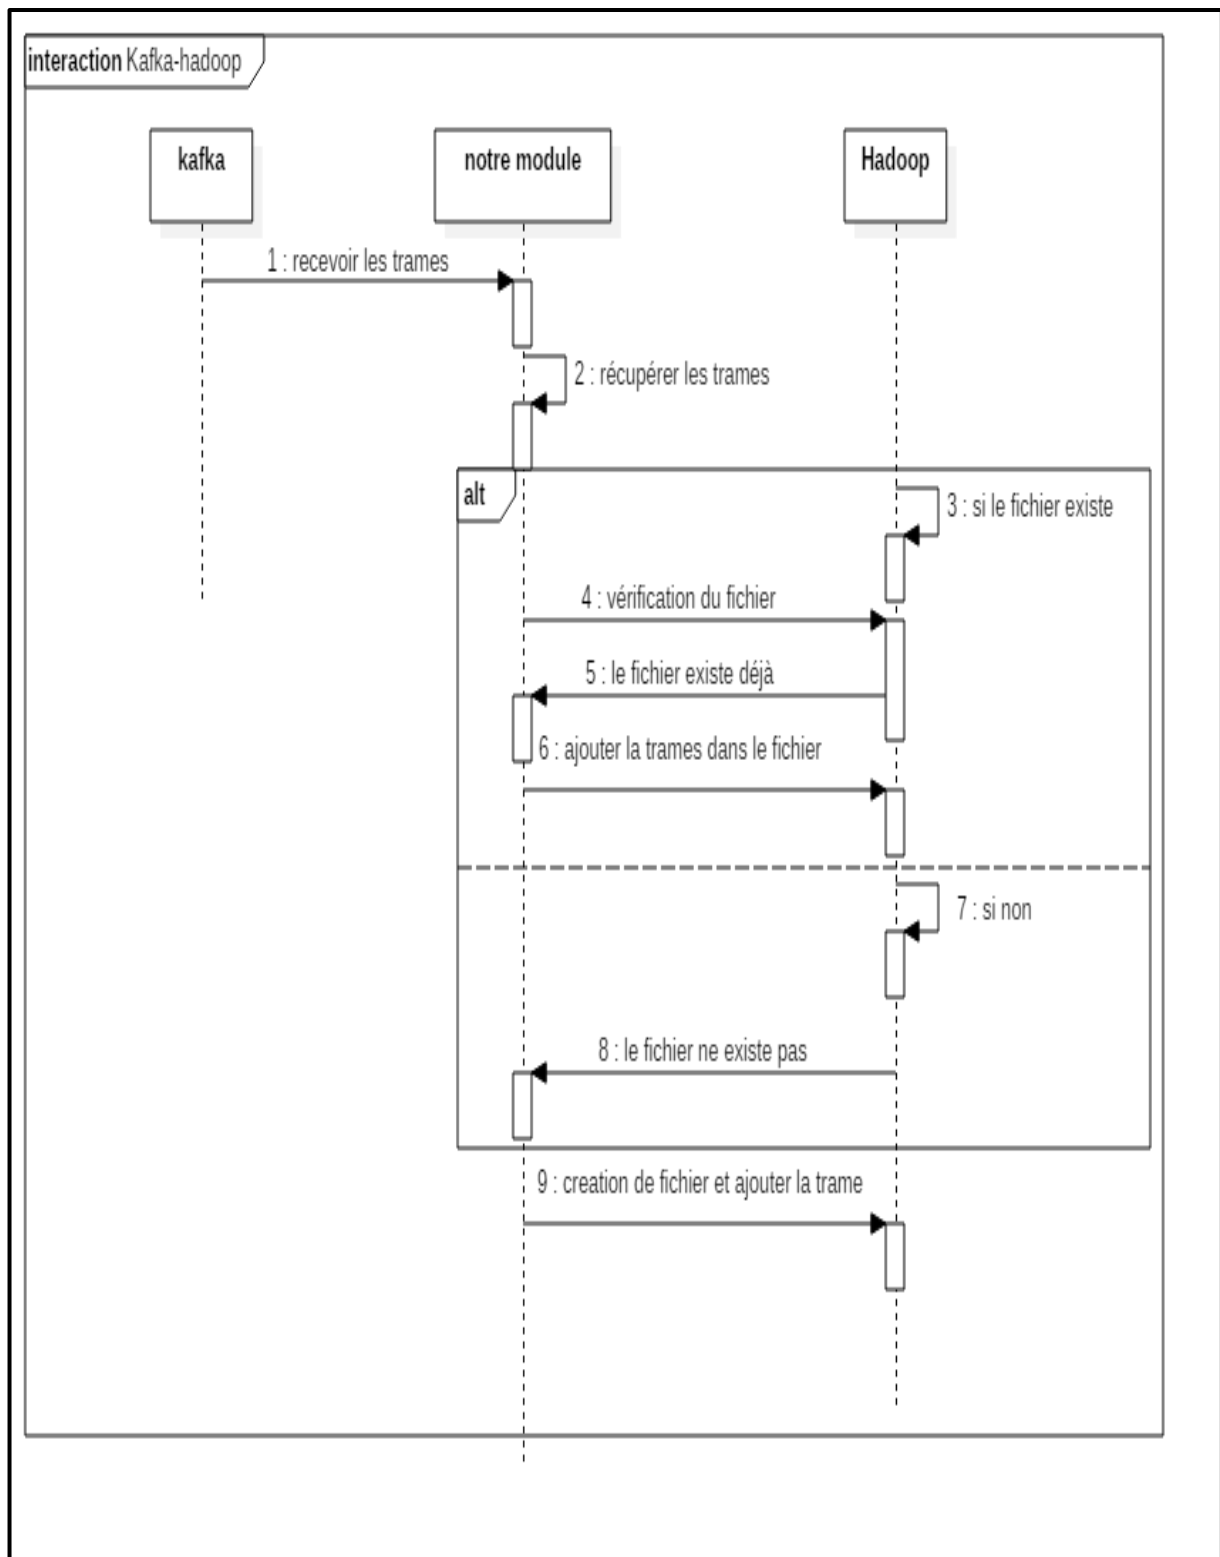 interaction Kafka-hadoop
kafka
notre module
Hadoop
1 : recevoir les trames
2 : récupérer les trames
alt
3 : si le fichier existe
4 : vérification du fichier
5 : le fichier existe déjà
6 : ajouter la trames dans le fichier
7 : si non
8 : le fichier ne existe pas
9 : creation de fichier et ajouter la trame